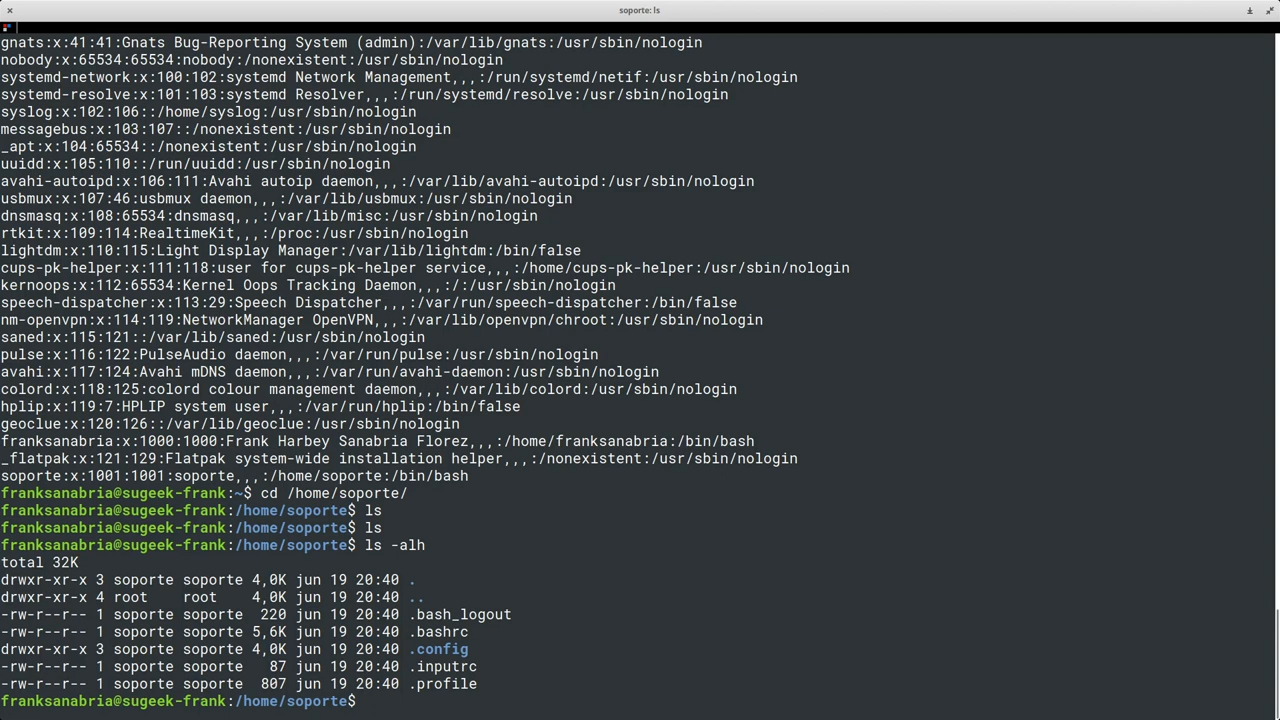 soporte: ls
gnats:x:41:41:Gnats Bug-Reporting System (admin):/var/lib/gnats:/usr/sbin/nologin
nobody:x:65534:65534:nobody:/nonexistent:/usr/sbin/nologin
systemd-network:x:100:102:systemd Network Management,,,:/run/systemd/netif:/usr/sbin/nologin
systemd-resolve:x:101:103:systemd Resolver,,,:/run/systemd/resolve:/usr/sbin/nologin
syslog:x:102:106::/home/syslog:/usr/sbin/nologin
messagebus:x:103:107::/nonexistent:/usr/sbin/nologin
_apt:x:104:65534::/nonexistent:/usr/sbin/nologin
uuidd:x:105:110::/run/uuidd:/usr/sbin/nologin
avahi-autoipd:x:106:111:Avahi autoip daemon,,,:/var/lib/avahi-autoipd:/usr/sbin/nologin
usbmux:x:107:46:usbmux daemon,,,:/var/lib/usbmux:/usr/sbin/nologin
dnsmasq:x:108:65534:dnsmasq,,,:/var/lib/misc:/usr/sbin/nologin
rtkit:x:109:114:RealtimeKit,,,:/proc:/usr/sbin/nologin
lightdm:x:110:115:Light Display Manager:/var/lib/lightdm:/bin/false
cups-pk-helper:x:111:118:user for cups-pk-helper service,,,:/home/cups-pk-helper:/usr/sbin/nologin
kernoops:x:112:65534:Kernel Oops Tracking Daemon,,,:/:/usr/sbin/nologin
speech-dispatcher:x:113:29:Speech Dispatcher,,,:/var/run/speech-dispatcher:/bin/false
nm-openvpn:x:114:119:NetworkManager OpenVPN,,,:/var/lib/openvpn/chroot:/usr/sbin/nologin
saned:x:115:121::/var/lib/saned:/usr/sbin/nologin
pulse:x:116:122:PulseAudio daemon,,,:/var/run/pulse:/usr/sbin/nologin
avahi:x:117:124:Avahi mDNS daemon,,,:/var/run/avahi-daemon:/usr/sbin/nologin
colord:x:118:125:colord colour management daemon,,,:/var/lib/colord:/usr/sbin/nologin
hplip:x:119:7:HPLIP system user,,,:/var/run/hplip:/bin/false
geoclue:x:120:126::/var/lib/geoclue:/usr/sbin/nologin
franksanabria:x:1000:1000:Frank Harbey Sanabria Florez,,,:/home/franksanabria:/bin/bash
_flatpak:x:121:129:Flatpak system-wide installation helper,,,:/nonexistent:/usr/sbin/nologin
soporte:x:1001:1001:soporte,,,:/home/soporte:/bin/bash
franksanabria@sugeek-frank:~$ cd /home/soporte/
franksanabria@sugeek-frank:/home/soporte$ ls
franksanabria@sugeek-frank:/home/soporte$ ls
franksanabria@sugeek-frank:/home/soporte$ ls -alh
total 32K
drwxr-xr-x 3 soporte soporte 4,0K jun 19 20:40 .
drwxr-xr-x 4 root    root    4,0K jun 19 20:40 ..
-rw-r--r-- 1 soporte soporte  220 jun 19 20:40 .bash_logout
-rw-r--r-- 1 soporte soporte 5,6K jun 19 20:40 .bashrc
drwxr-xr-x 3 soporte soporte 4,0K jun 19 20:40 .config
-rw-r--r-- 1 soporte soporte   87 jun 19 20:40 .inputrc
-rw-r--r-- 1 soporte soporte  807 jun 19 20:40 .profile
franksanabria@sugeek-frank:/home/soporte$